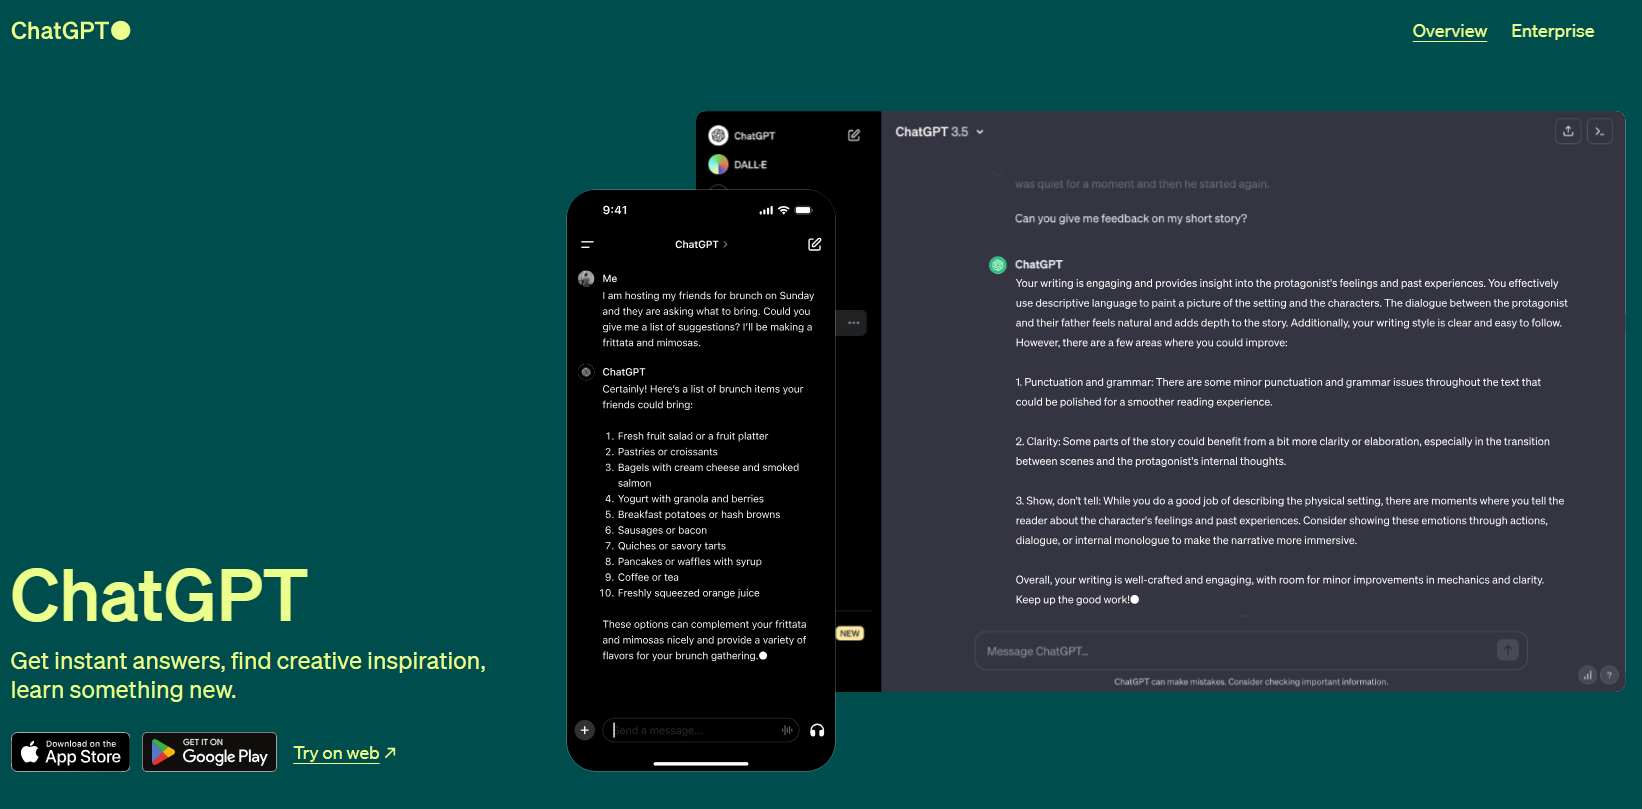 ChatGPT
Overview
Enterprise
ChatGPT
DALL·E
ChatGPT 3.5
was quiet for a moment and then he started again.
Can you give me feedback on my short story?
ChatGPT
Your writing is engaging and provides insight into the protagonist's feelings and past experiences. You effectively
use descriptive language to paint a picture of the setting and the characters. The dialogue between the protagonist
and their father feels natural and adds depth to the story. Additionally, your writing style is clear and easy to follow.
However, there are a few areas where you could improve:
1. Punctuation and grammar: There are some minor punctuation and grammar issues throughout the text that
could be polished for a smoother reading experience.
2. Clarity: Some parts of the story could benefit from a bit more clarity or elaboration, especially in the transition
between scenes and the protagonist's internal thoughts.
3. Show, don't tell: While you do a good job of describing the physical setting, there are moments where you tell the
reader about the character's feelings and past experiences. Consider showing these emotions through actions,
dialogue, or internal monologue to make the narrative more immersive.
Overall, your writing is well-crafted and engaging, with room for minor improvements in mechanics and clarity.
Keep up the good work!
NEW
Message ChatGPT...
ChatGPT can make mistakes. Consider checking important information.
?
9:41
ChatGPT >
Me
I am hosting my friends for brunch on Sunday
and they are asking what to bring. Could you
give me a list of suggestions? I'll be making a
frittata and mimosas.
ChatGPT
Certainly! Here's a list of brunch items your
friends could bring:
1. Fresh fruit salad or a fruit platter
2. Pastries or croissants
3. Bagels with cream cheese and smoked
salmon
4. Yogurt with granola and berries
5. Breakfast potatoes or hash browns
6. Sausages or bacon
7. Quiches or savory tarts
8. Pancakes or waffles with syrup
9. Coffee or tea
10. Freshly squeezed orange juice
These options can complement your frittata
and mimosas nicely and provide a variety of
flavors for your brunch gathering.
Send a message...
ChatGPT
Get instant answers, find creative inspiration,
learn something new.
Download on the
App Store
GET IT ON
Google Play
Try on web ↗